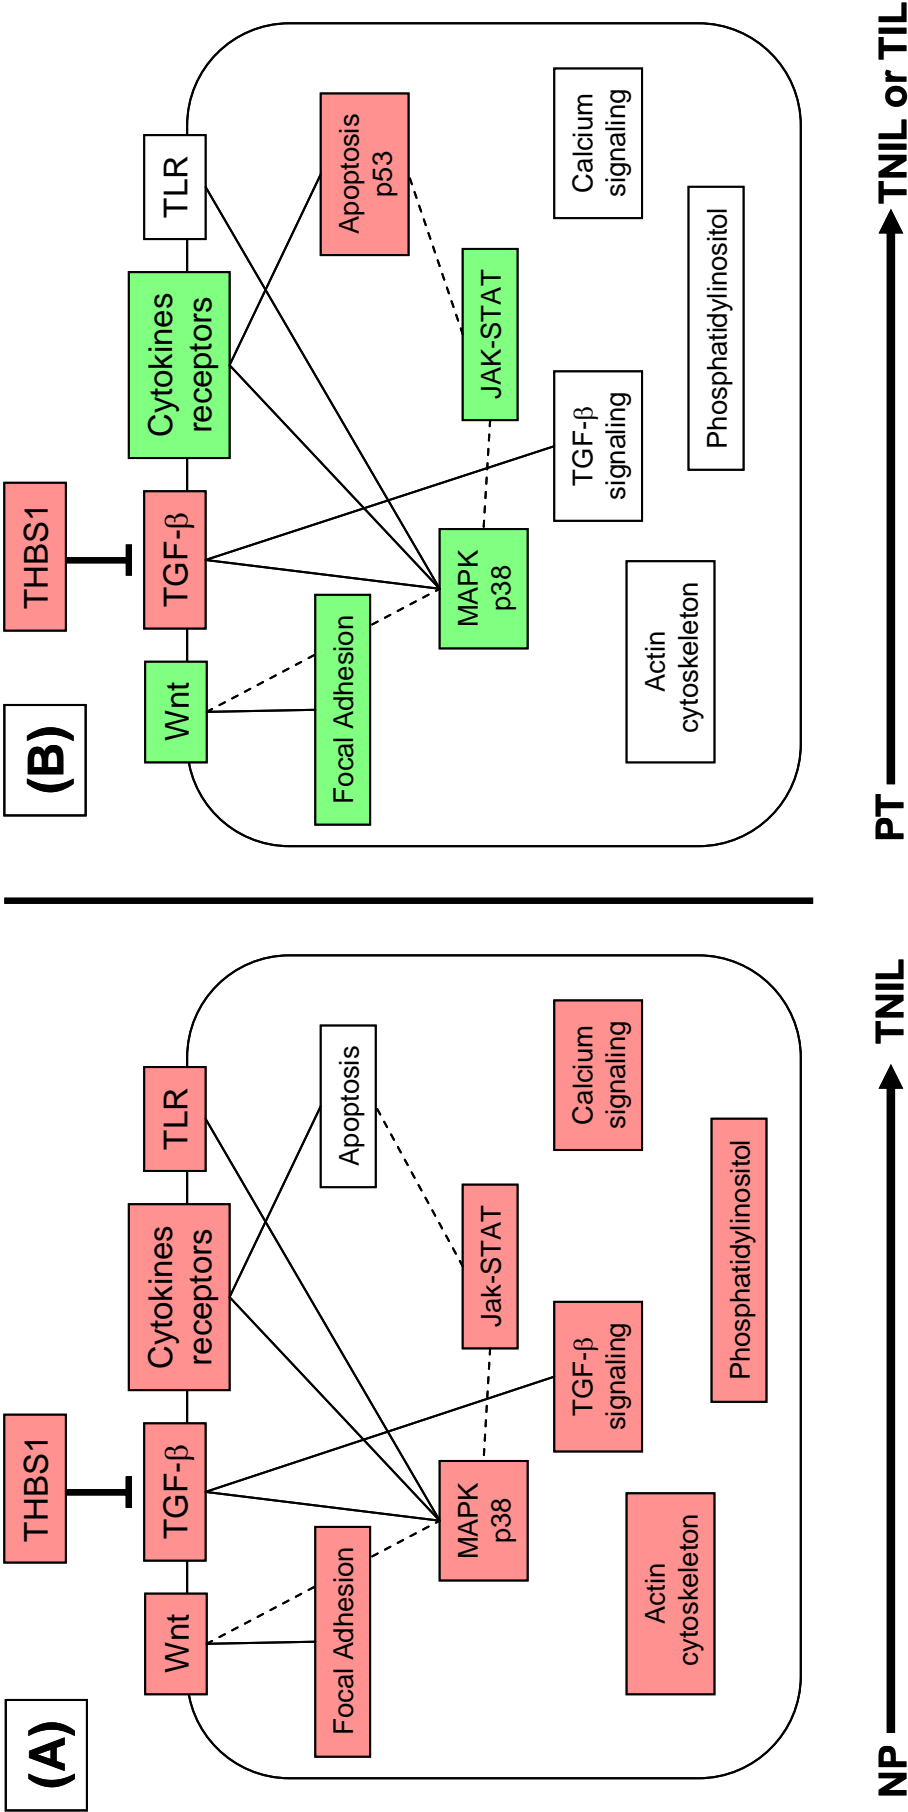 (A)
THBS1
Wnt
TGF-β
Cytokines
receptors
TLR
Focal Adhesion
Apoptosis
MAPK
p38
Jak-STAT
TGF-β
signaling
Calcium
signaling
Actin
cytoskeleton
Phosphatidylinositol
NP
TNIL
(B)
THBS1
Wnt
TGF-β
Cytokines
receptors
TLR
Focal Adhesion
Apoptosis
p53
MAPK
p38
JAK-STAT
TGF-β
signaling
Calcium
signaling
Actin
cytoskeleton
Phosphatidylinositol
PT
TNIL or TIL